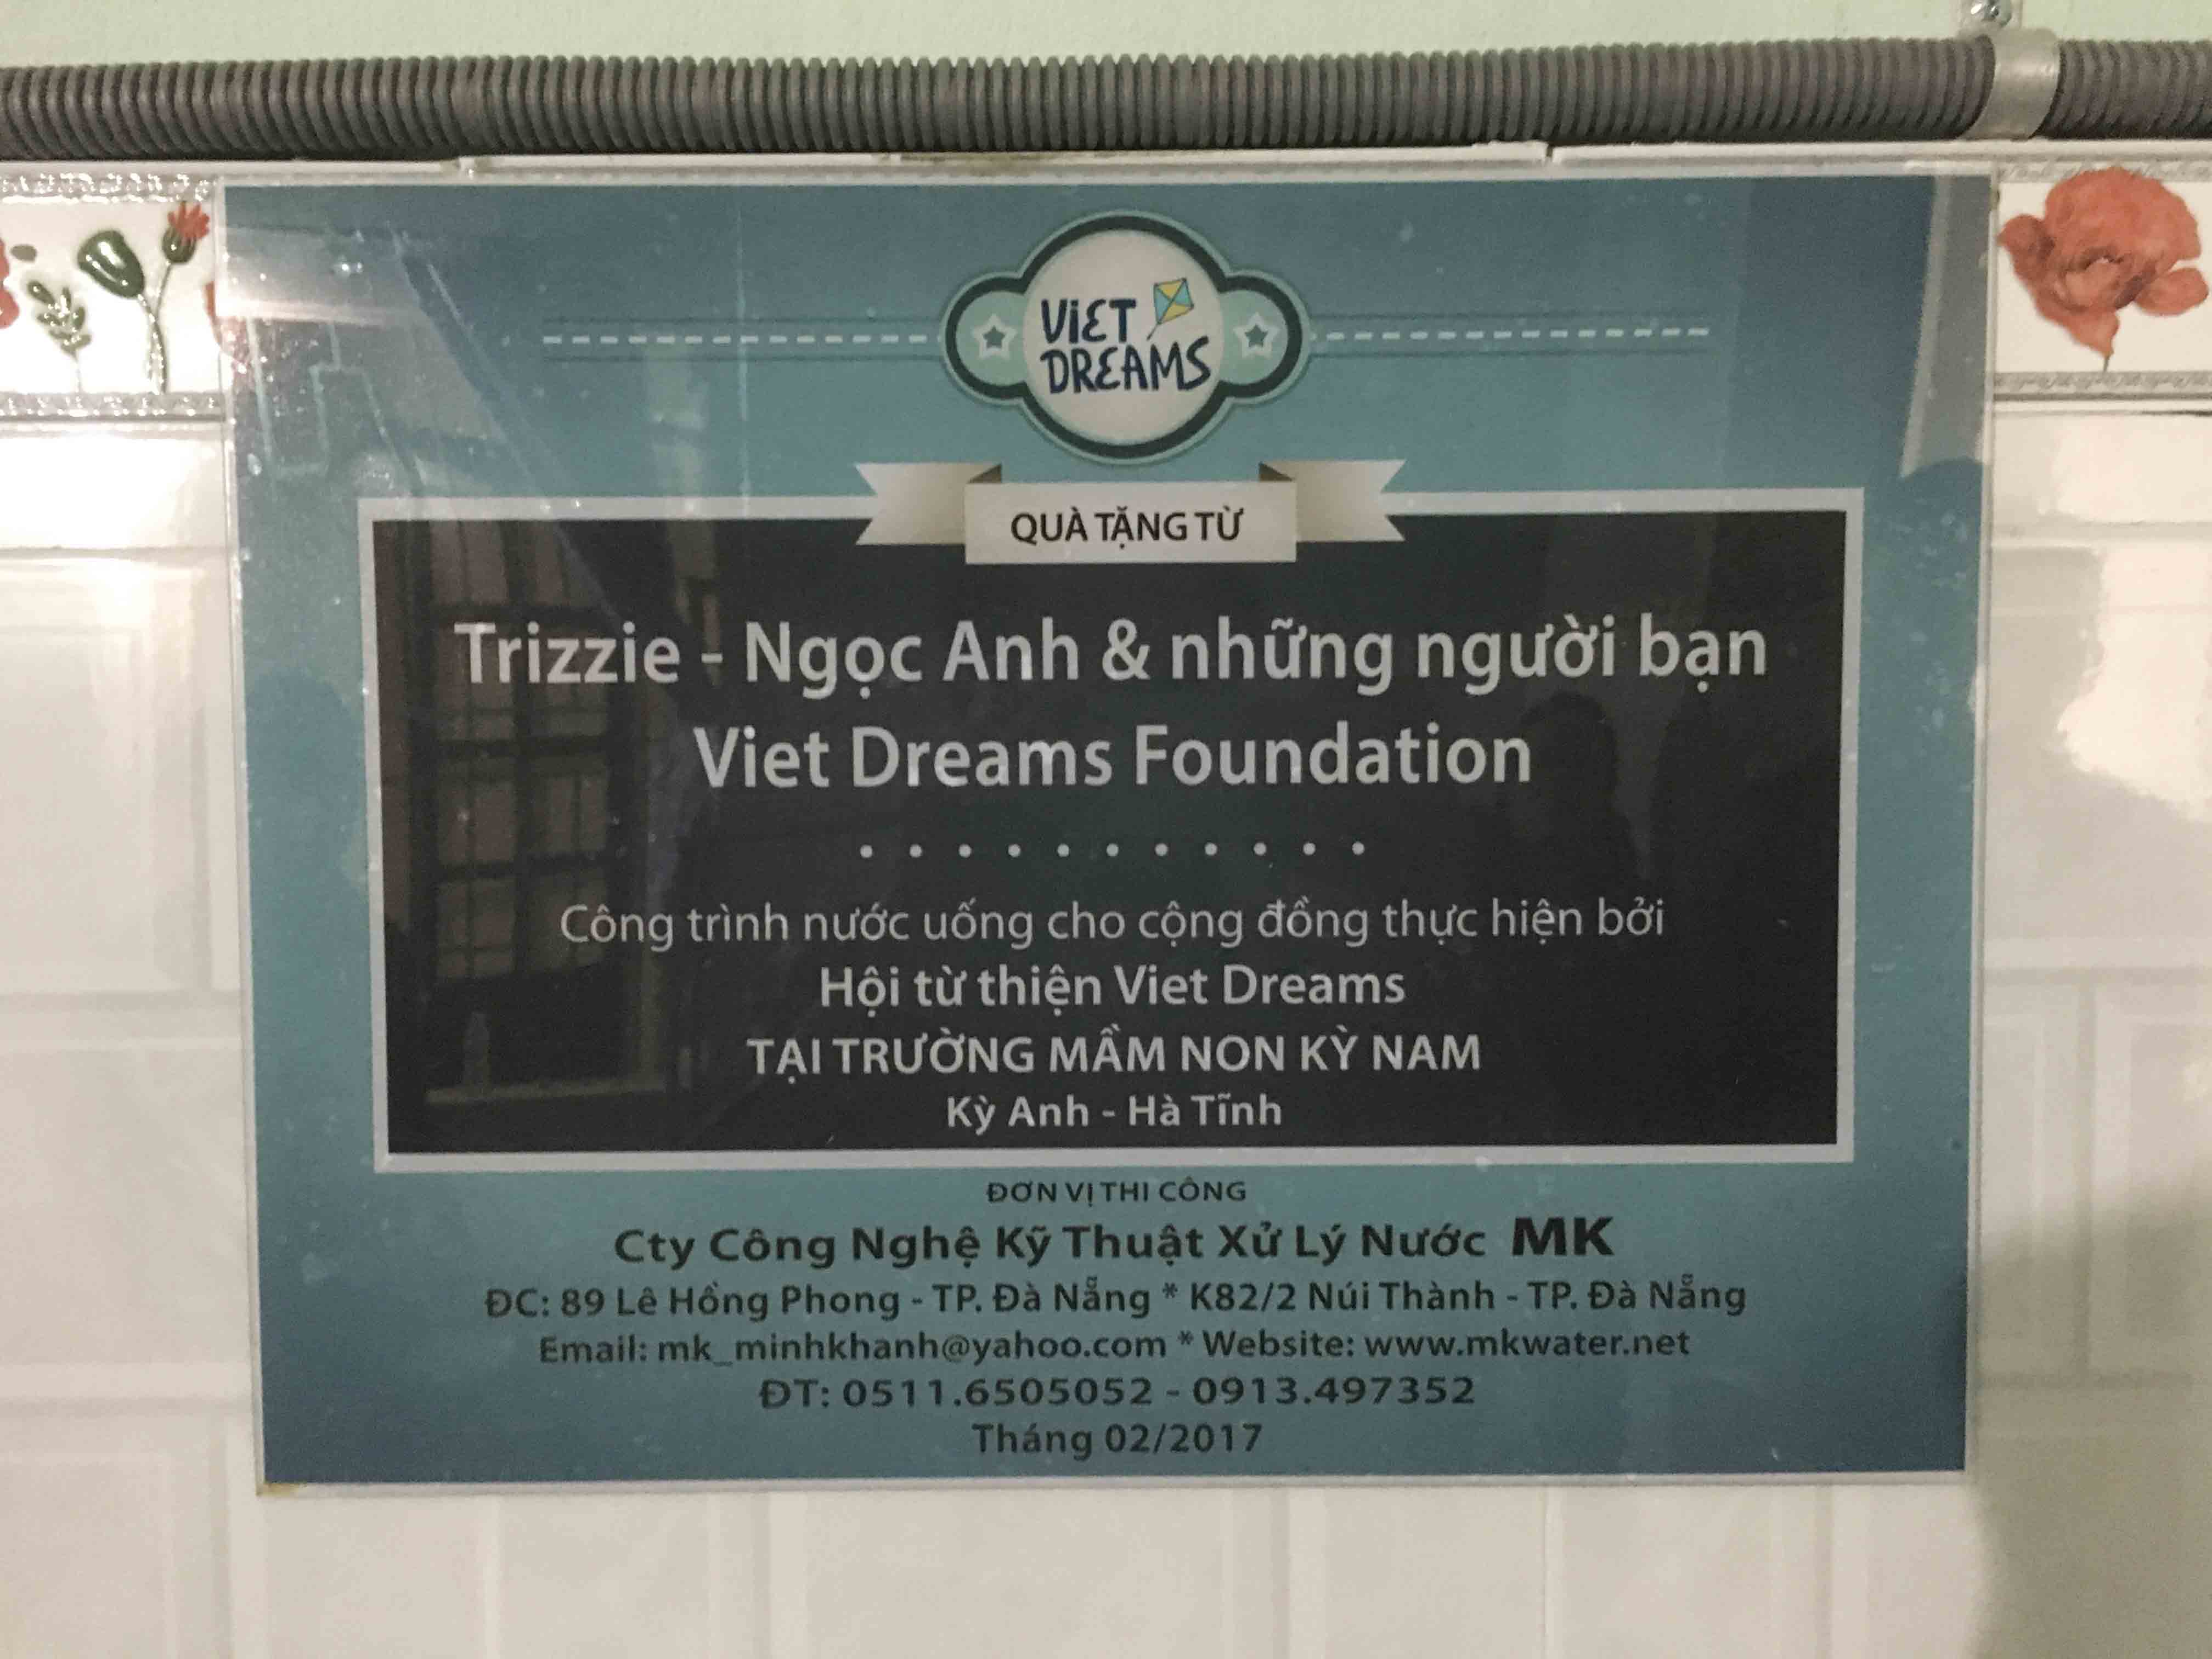 ViET
DREAMS
QUÀ TẶNG TỪ
Trizzie - Ngọc Anh & những người bạn
Viet Dreams Foundation
Công trình nước uống cho cộng đồng thực hiện bởi
Hội từ thiện Viet Dreams
TẠI TRƯỜNG MẦM NON KỲ NAM
Kỳ Anh - Hà Tĩnh
ĐƠN VỊ THI CÔNG
Cty Công Nghệ Kỹ Thuật Xử Lý Nước MK
ĐC: 89 Lê Hồng Phong - TP. Đà Nẵng * K82/2 Núi Thành - TP. Đà Nẵng
Email: mk_minhkhanh@yahoo.com * Website: www.mkwater.net
ĐT: 0511.6505052 - 0913.497352
Tháng 02/2017